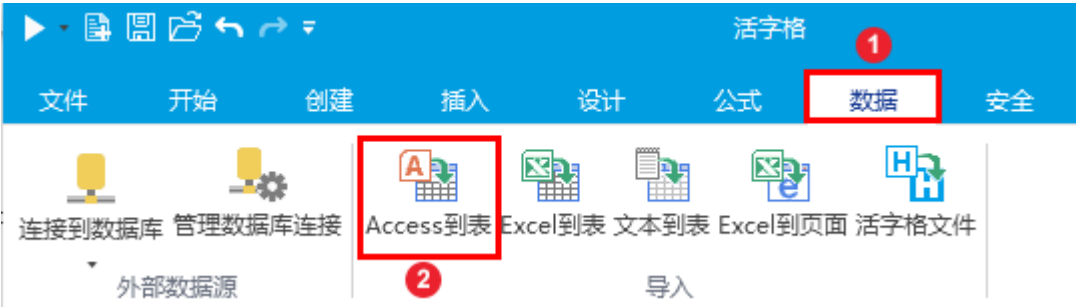 活字格
1
文件 开始 创建 插入 设计 公式 数据 安全
连接到数据库 管理数据库连接 Access到表 Excel到表 文本到表 Excel到页面 活字格文件
外部数据源 2 导入